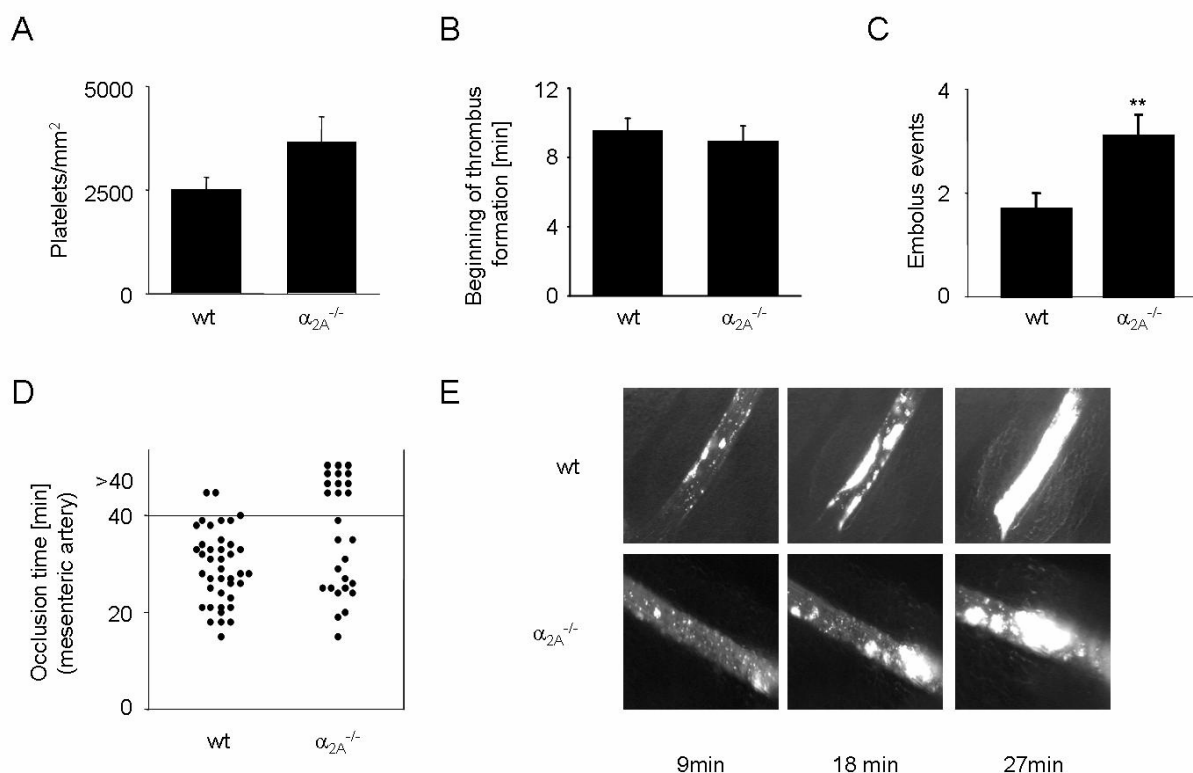 A
Platelets/mm²
5000
2500
0
wt
α₂A⁻/⁻
B
Beginning of thrombus
formation [min]
12
8
4
0
wt
α₂A⁻/⁻
C
Embolus events
4
2
0
**
wt
α₂A⁻/⁻
D
Occlusion time [min]
(mesenteric artery)
>40
40
20
0
wt
α₂A⁻/⁻
E
wt
α₂A⁻/⁻
9min
18 min
27min